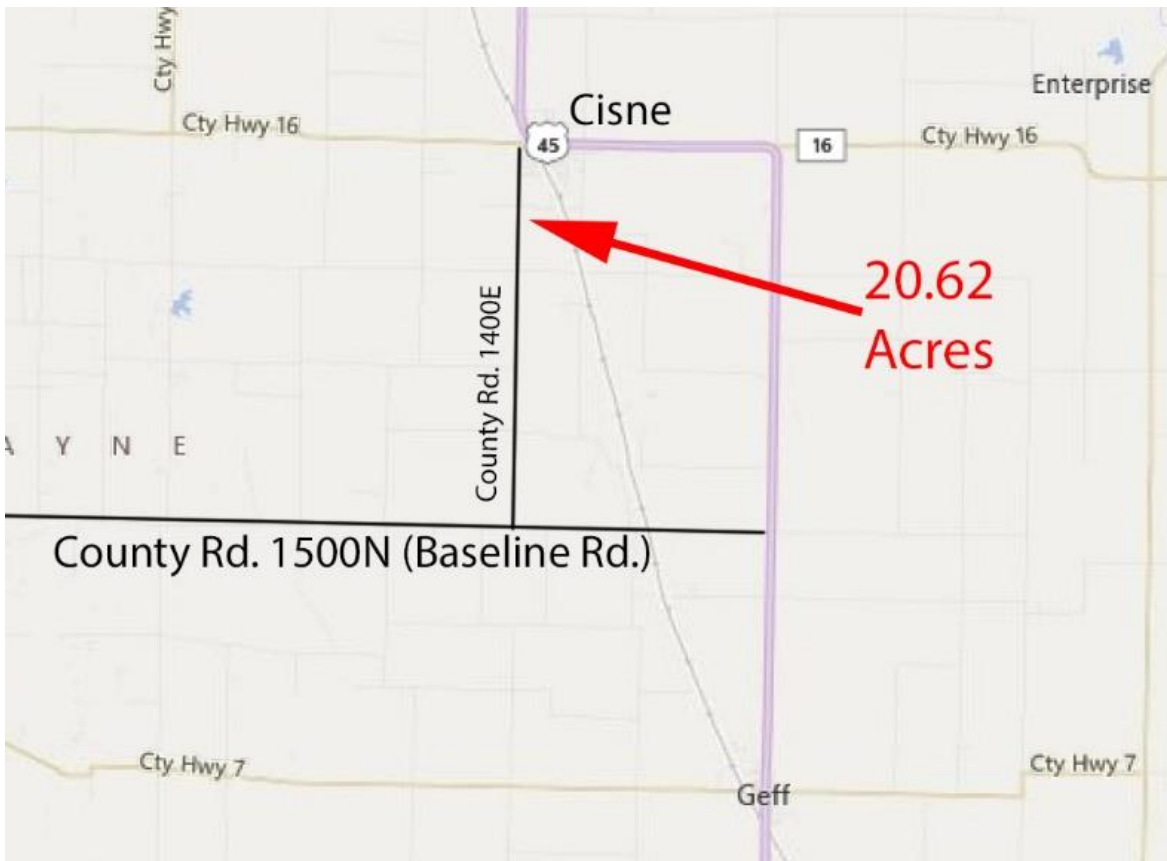 Cty Hwy
Enterprise
Cisne
Cty Hwy 16
45
16
Cty Hwy 16
20.62
Acres
County Rd. 1400E
A Y N E
County Rd. 1500N (Baseline Rd.)
Cty Hwy 7
Cty Hwy 7
Geff